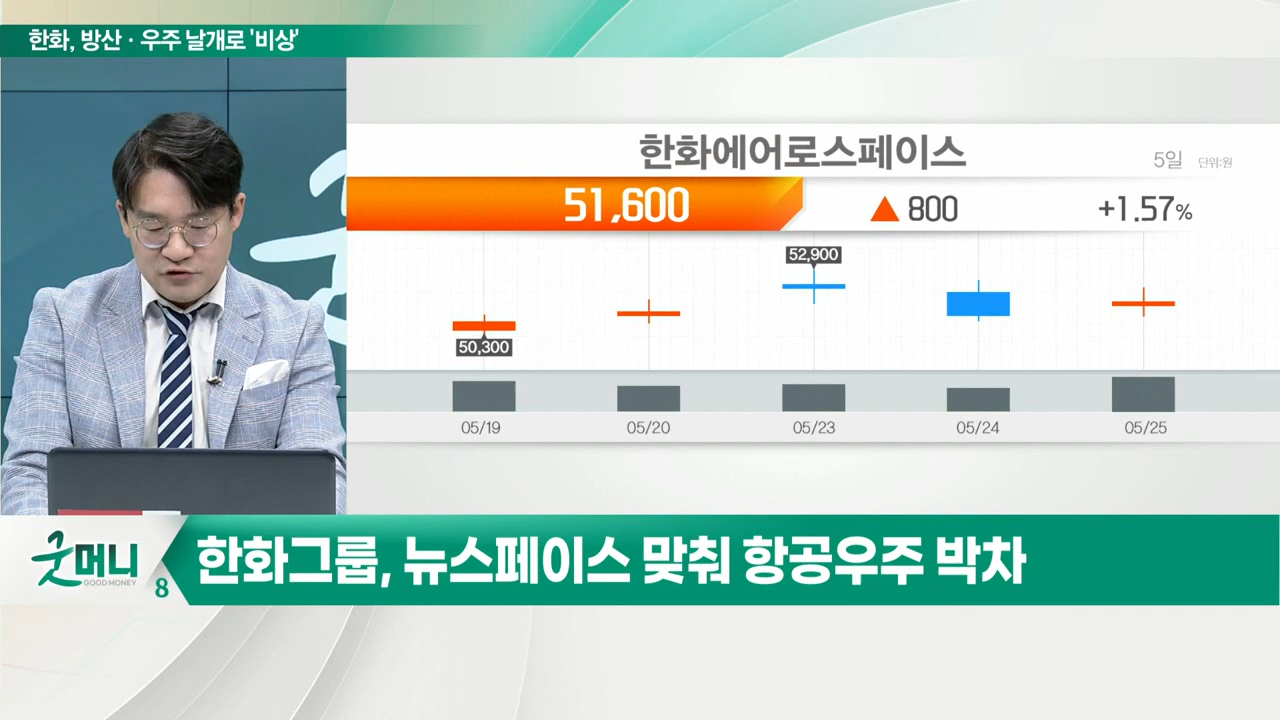 한화, 방산 · 우주 날개로 '비상'
한화에어로스페이스
5일 단위:원
51,600 ▲ 800 +1.57%
52,900
50,300
05/19 05/20 05/23 05/24 05/25
굿머니
GOOD MONEY
8
한화그룹, 뉴스페이스 맞춰 항공우주 박차